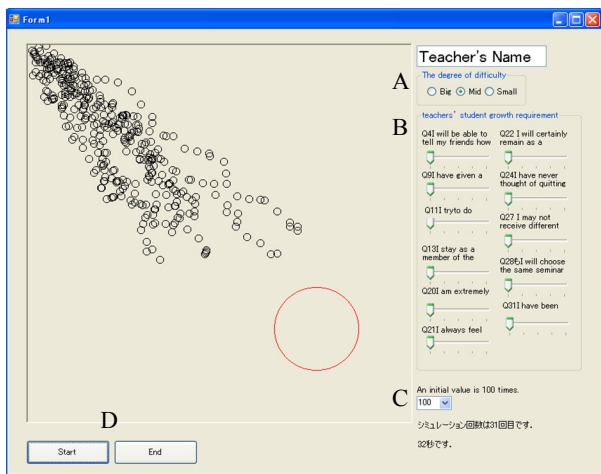 Form1
Teacher's Name
A
The degree of difficulty
Big Mid Small
B
teachers' student growth requirement
Q4I will be able to
tell my friends how
Q22 I will certainly
remain as a
Q9I have given a
Q24I have never
thought of quitting
Q11I tryto do
Q27 I may not
receive different
Q13I stay as a
member of the
Q28もI will choose
the same seminar
Q20I am extremely
Q31I have been
Q21I always feel
C
An initial value is 100 times.
100
シミュレーション回数は31回目です。
32秒です。
D
Start
End